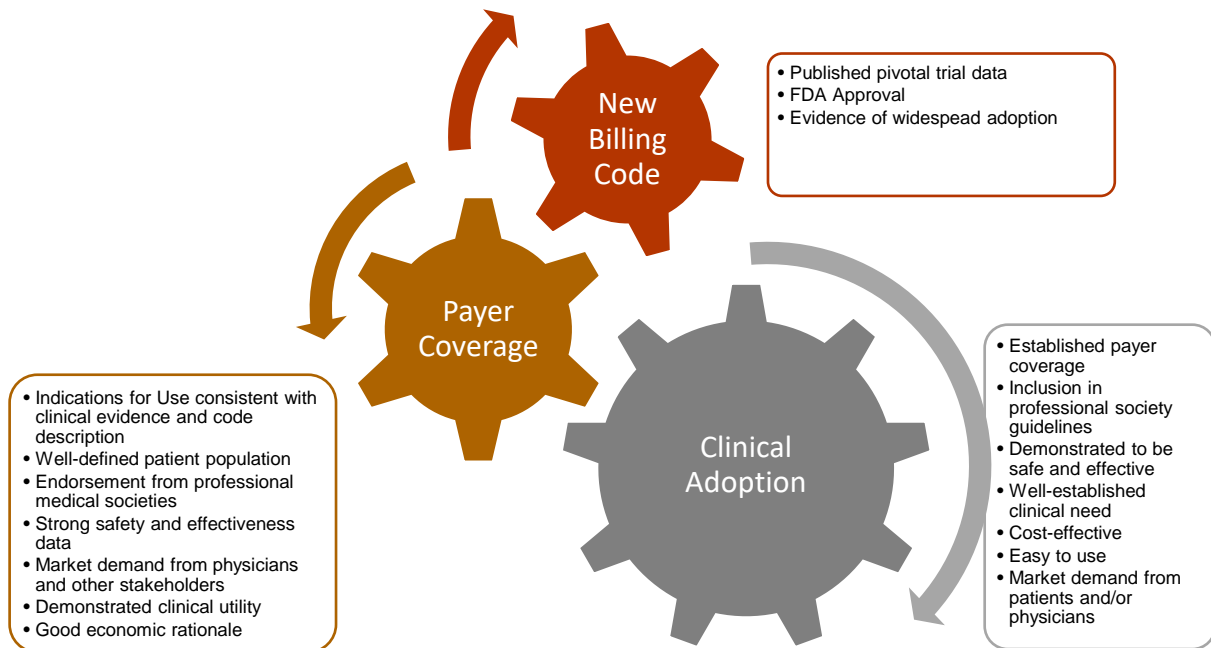 New
Billing
Code
• Published pivotal trial data
• FDA Approval
• Evidence of widespead adoption
Payer
Coverage
• Indications for Use consistent with
clinical evidence and code
description
• Well-defined patient population
• Endorsement from professional
medical societies
• Strong safety and effectiveness
data
• Market demand from physicians
and other stakeholders
• Demonstrated clinical utility
• Good economic rationale
Clinical
Adoption
• Established payer
coverage
• Inclusion in
professional society
guidelines
• Demonstrated to be
safe and effective
• Well-established
clinical need
• Cost-effective
• Easy to use
• Market demand from
patients and/or
physicians